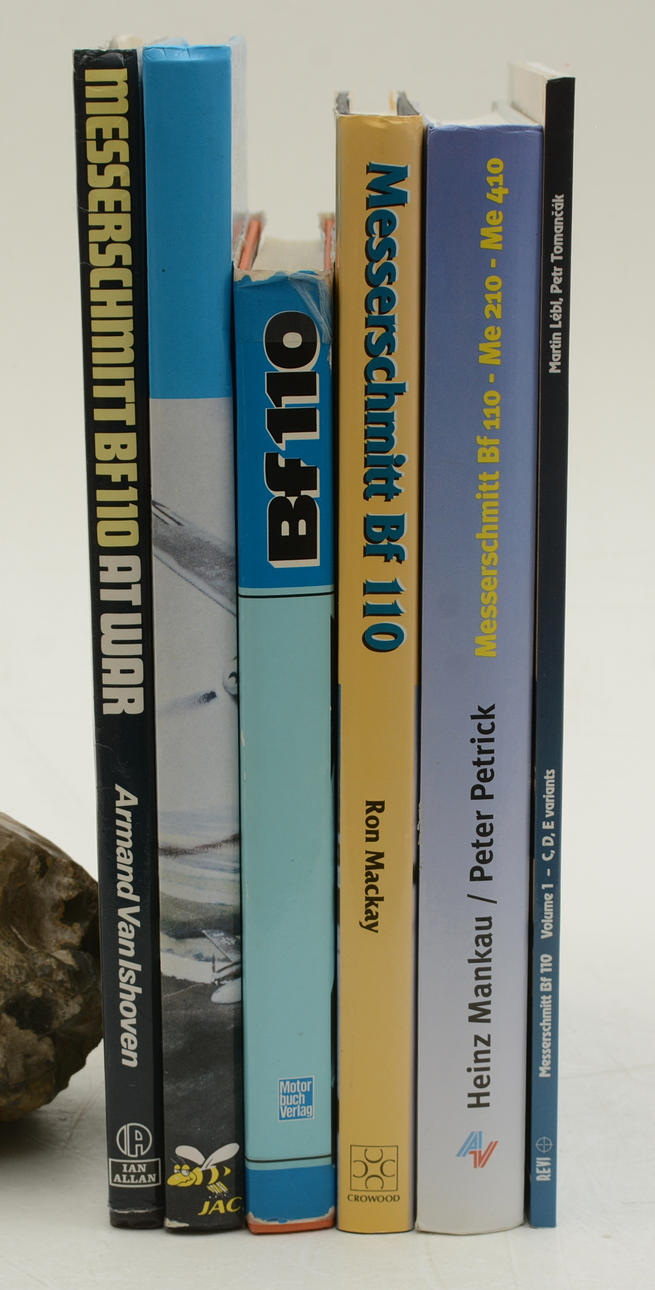 MESSERSCHMITT BF110 AT WAR
Armand Van Ishoven
IAN
ALLAN
JAC
Bf 110
Motor
buch
Verlag
Messerschmitt Bf 110
Ron Mackay
CROWOOD
Messerschmitt Bf 110 - Me 210 - Me 410
Heinz Mankau / Peter Petrick
Martin Lébl, Petr Tomančák
Messerschmitt Bf 110 Volume 1 - C, D, E variants
REVI